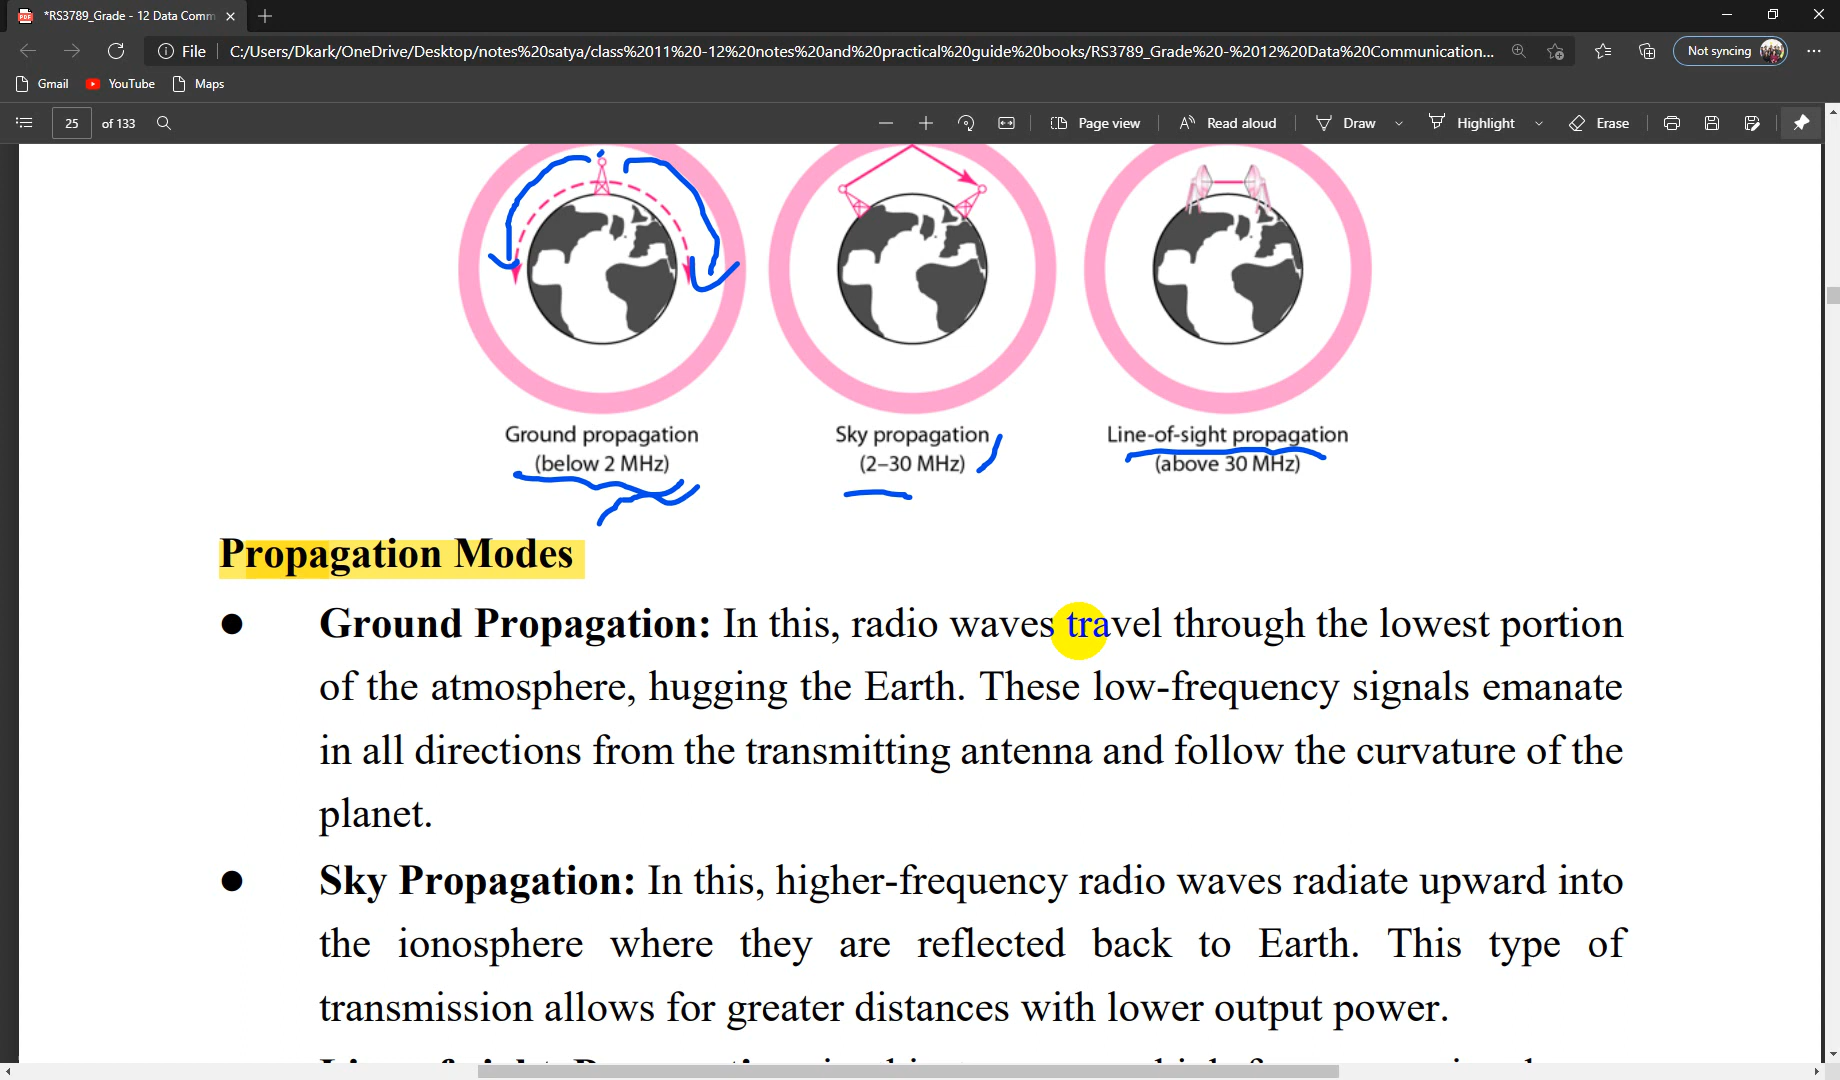 *RS3789_Grade - 12 Data Comm
File
C:/Users/Dkark/OneDrive/Desktop/notes%20satya/class%2011%20-12%20notes%20and%20practical%20guide%20books/RS3789_Grade%20-%2012%20Data%20Communication...
Not syncing
Gmail
YouTube
Maps
25
of 133
Page view
Read aloud
Draw
Highlight
Erase
Ground propagation
(below 2 MHz)
Sky propagation
(2–30 MHz)
Line-of-sight propagation
(above 30 MHz)
Propagation Modes
● Ground Propagation: In this, radio waves travel through the lowest portion
of the atmosphere, hugging the Earth. These low-frequency signals emanate
in all directions from the transmitting antenna and follow the curvature of the
planet.
● Sky Propagation: In this, higher-frequency radio waves radiate upward into
the ionosphere where they are reflected back to Earth. This type of
transmission allows for greater distances with lower output power.